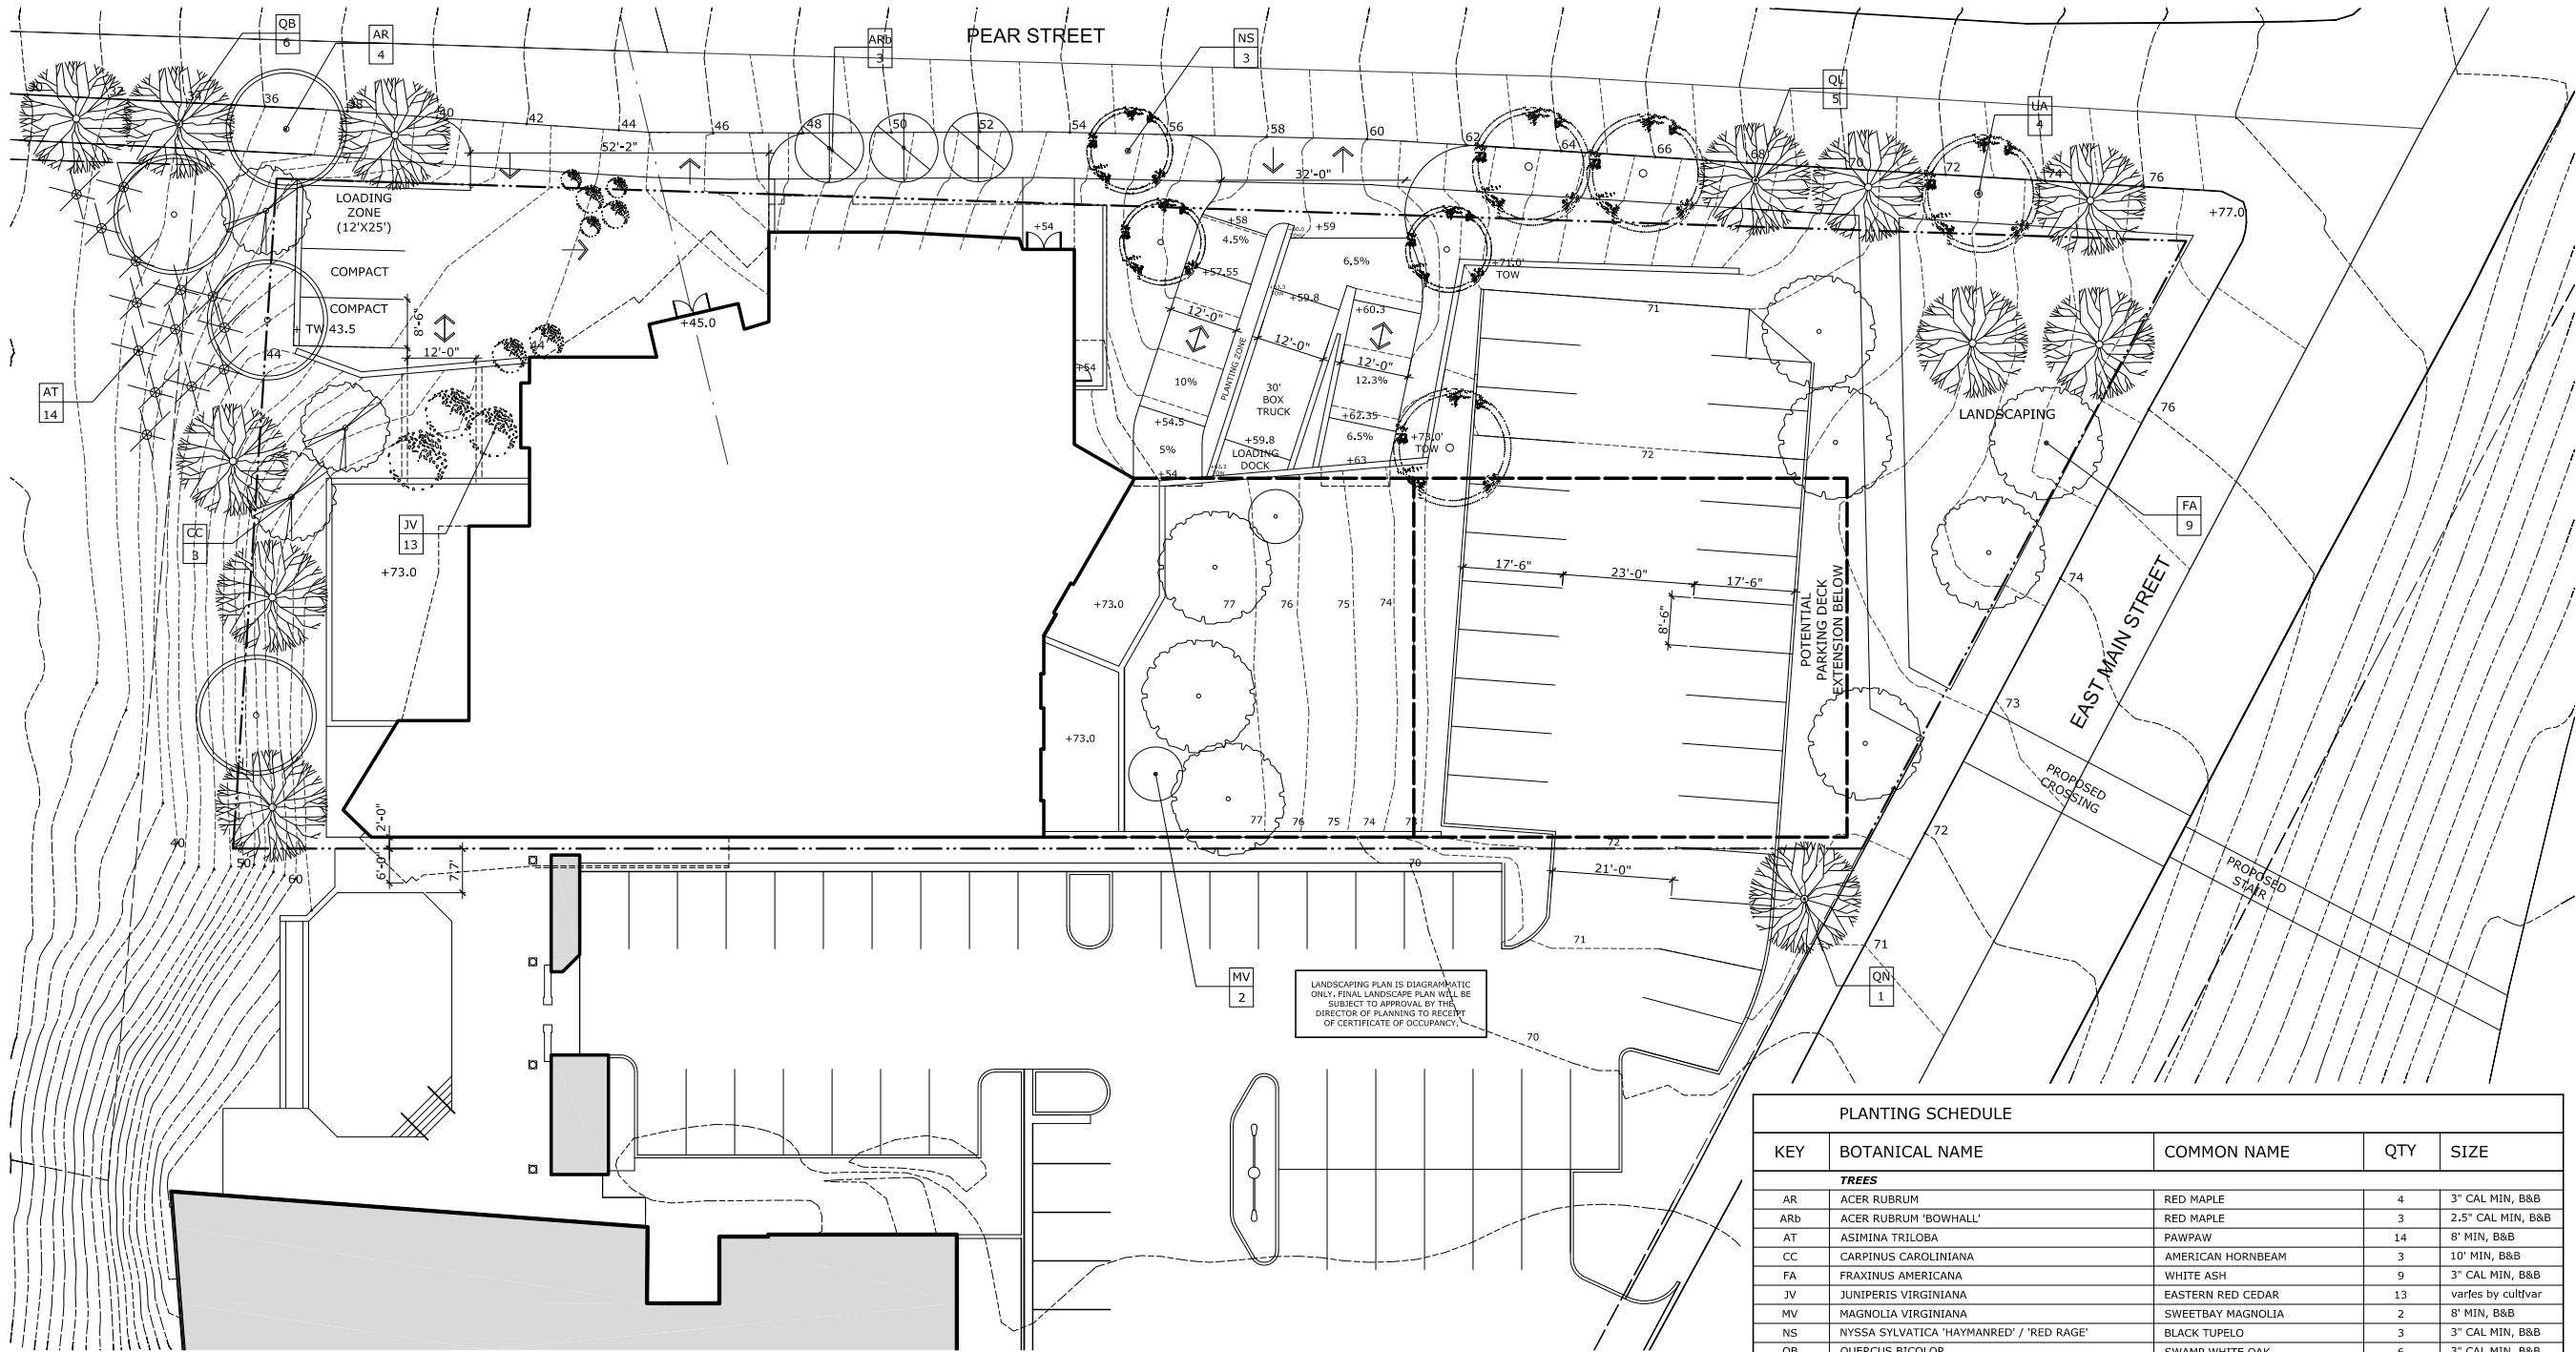 PEAR STREET
QB
6
AR
4
ARb
3
NS
3
QL
5
UA
4
30
32
34
36
38
40
42
44
46
48
50
52
54
56
58
60
62
64
66
68
70
72
74
76
+77.0
52'-2"
32'-0"
LOADING
ZONE
(12'X25')
COMPACT
COMPACT
+ TW 43.5
8'-6"
12'-0"
44
44
+45.0
+54
+54
+58
4.5%
+59
+57.55
6.5%
+59.8
+60.3
12'-0"
12'-0"
12'-0"
PLANTING ZONE
10%
30'
BOX
TRUCK
12.3%
+54.5
+62.35
5%
+59.8
LOADING
DOCK
6.5%
+54
+63
+71.0'
TOW
+73.0'
TOW
71
72
LANDSCAPING
76
AT
14
CC
3
JV
13
FA
9
+73.0
+73.0
+73.0
77
76
75
74
17'-6"
23'-0"
17'-6"
8'-6"
POTENTIAL
PARKING DECK
EXTENSION BELOW
EAST MAIN STREET
74
73
PROPOSED
CROSSING
PROPOSED
STAIR
72
71
40
50
60
2'-0"
6'-0"
7'7"
77
76
75
74
73
72
70
21'-0"
71
70
MV
2
QN
1
LANDSCAPING PLAN IS DIAGRAMMATIC
ONLY. FINAL LANDSCAPE PLAN WILL BE
SUBJECT TO APPROVAL BY THE
DIRECTOR OF PLANNING TO RECEIPT
OF CERTIFICATE OF OCCUPANCY.
PLANTING SCHEDULE
KEY BOTANICAL NAME COMMON NAME QTY SIZE
TREES
AR ACER RUBRUM RED MAPLE 4 3" CAL MIN, B&B
ARb ACER RUBRUM 'BOWHALL' RED MAPLE 3 2.5" CAL MIN, B&B
AT ASIMINA TRILOBA PAWPAW 14 8' MIN, B&B
CC CARPINUS CAROLINIANA AMERICAN HORNBEAM 3 10' MIN, B&B
FA FRAXINUS AMERICANA WHITE ASH 9 3" CAL MIN, B&B
JV JUNIPERIS VIRGINIANA EASTERN RED CEDAR 13 varies by cultivar
MV MAGNOLIA VIRGINIANA SWEETBAY MAGNOLIA 2 8' MIN, B&B
NS NYSSA SYLVATICA 'HAYMANRED' / 'RED RAGE' BLACK TUPELO 3 3" CAL MIN, B&B
QB QUERCUS BICOLOR SWAMP WHITE OAK 6 3" CAL MIN, B&B